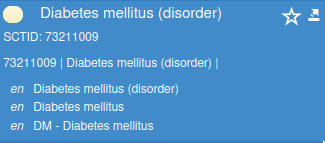 Diabetes mellitus (disorder)
SCTID: 73211009
73211009 | Diabetes mellitus (disorder) |
en Diabetes mellitus (disorder)
en Diabetes mellitus
en DM - Diabetes mellitus